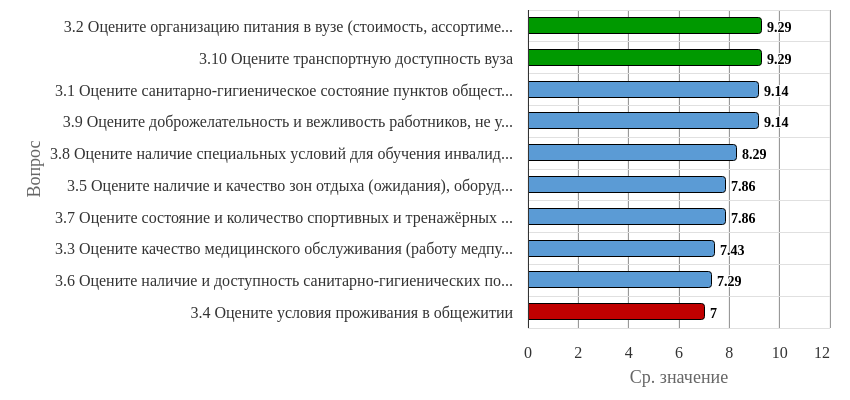 3.2 Оцените организацию питания в вузе (стоимость, ассортиме... 9.29
3.10 Оцените транспортную доступность вуза 9.29
3.1 Оцените санитарно-гигиеническое состояние пунктов общест... 9.14
3.9 Оцените доброжелательность и вежливость работников, не у... 9.14
3.8 Оцените наличие специальных условий для обучения инвалид... 8.29
3.5 Оцените наличие и качество зон отдыха (ожидания), оборуд... 7.86
3.7 Оцените состояние и количество спортивных и тренажёрных ... 7.86
3.3 Оцените качество медицинского обслуживания (работу медпу... 7.43
3.6 Оцените наличие и доступность санитарно-гигиенических по... 7.29
3.4 Оцените условия проживания в общежитии 7
Вопрос
0 2 4 6 8 10 12
Ср. значение